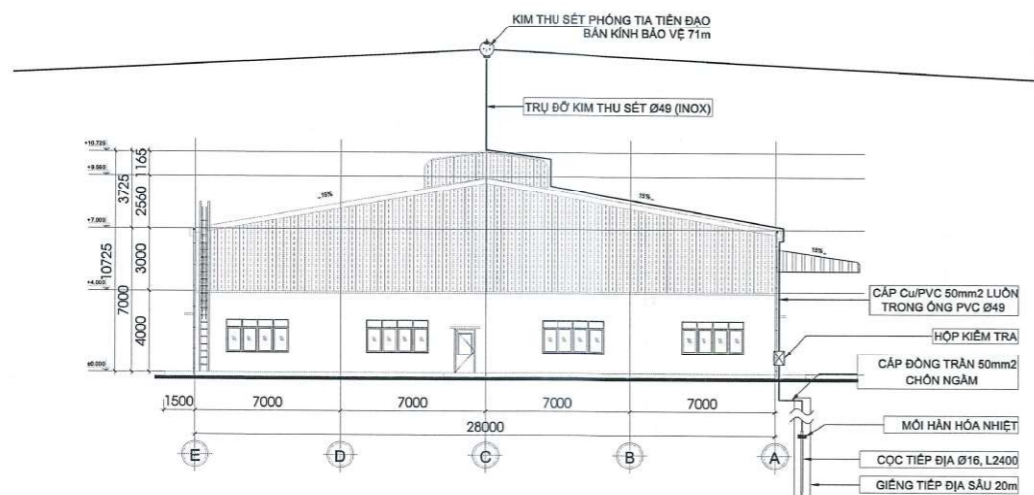 KIM THU SÉT PHÓNG TIA TIÊN ĐẠO
BÁN KÍNH BẢO VỆ 71m
TRỤ ĐỠ KIM THU SÉT Ø49 (INOX)
+10.725
+9.560
+7.000
+4.000
±0.000
1165
2560
3725
3000
4000
7000
10725
15%
15%
15%
CÁP Cu/PVC 50mm2 LUỒN
TRONG ỐNG PVC Ø49
HỘP KIỂM TRA
CÁP ĐỒNG TRẦN 50mm2
CHÔN NGẦM
MỐI HÀN HÓA NHIỆT
CỌC TIẾP ĐỊA Ø16, L2400
GIẾNG TIẾP ĐỊA SÂU 20m
1500
7000
7000
7000
7000
28000
E
D
C
B
A